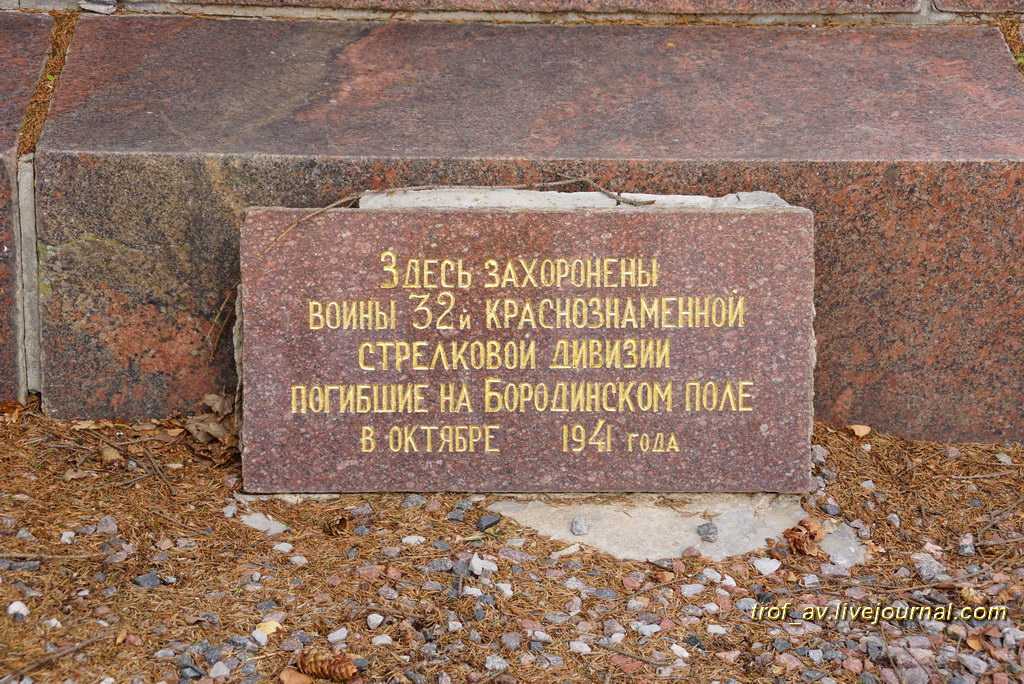 Здесь захоронены
воины 32й Краснознаменной
стрелковой дивизии
погибшие на Бородинском поле
в октябре 1941 года
trof_av.livejournal.com